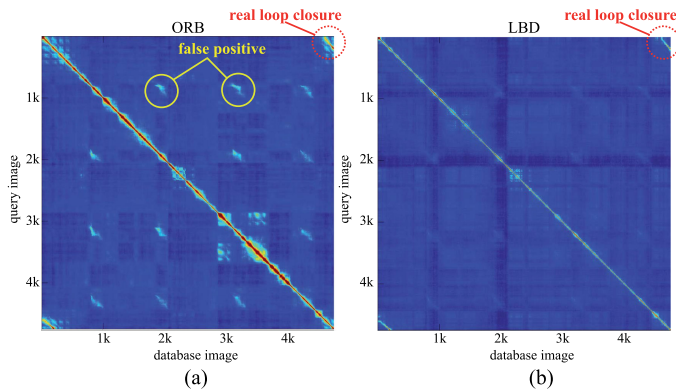 ORB
real loop closure
false positive
query image
1k
2k
3k
4k
1k
2k
3k
4k
database image
(a)
LBD
real loop closure
query image
1k
2k
3k
4k
1k
2k
3k
4k
database image
(b)